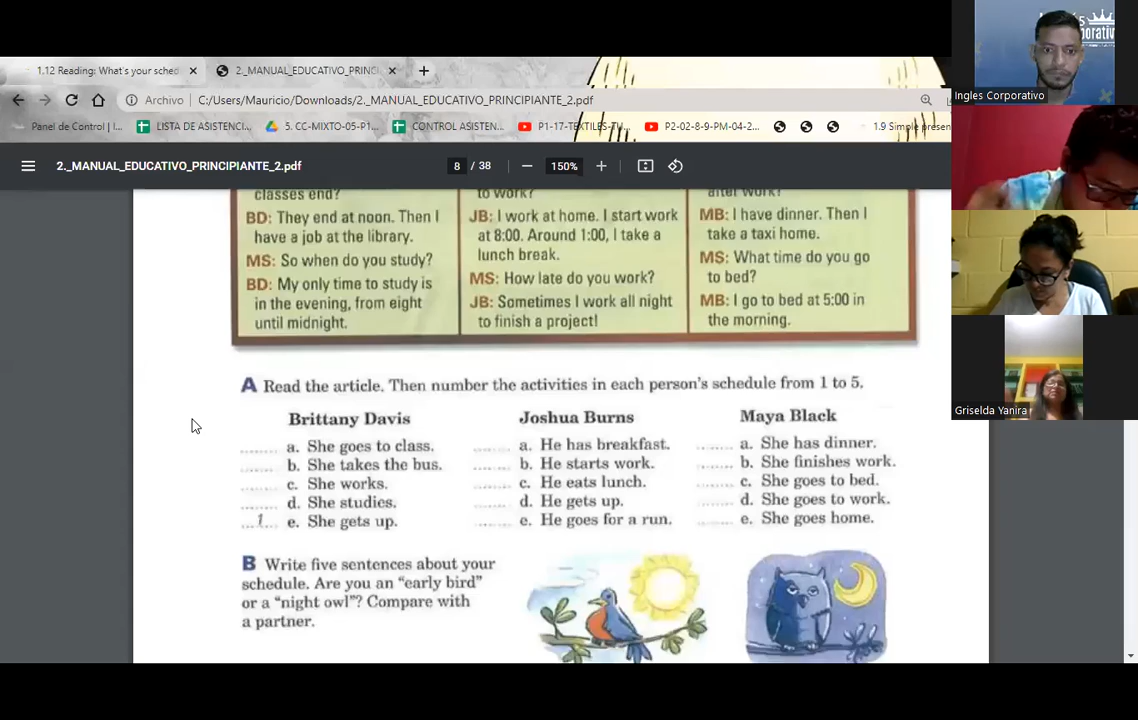 1.12 Reading: What's your sched
2._MANUAL_EDUCATIVO_PRINCI
Archivo
C:/Users/Mauricio/Downloads/2._MANUAL_EDUCATIVO_PRINCIPIANTE_2.pdf
Panel de Control | I...
LISTA DE ASISTENCI...
5. CC-MIXTO-05-P1...
CONTROL ASISTEN...
P1-17-TEXTILES-TU...
P2-02-8-9-PM-04-2...
1.9 Simple presen
2._MANUAL_EDUCATIVO_PRINCIPIANTE_2.pdf
8 / 38
150%
Ingles Corporativo
Griselda Yanira
classes end?
BD: They end at noon. Then I
have a job at the library.
MS: So when do you study?
BD: My only time to study is
in the evening, from eight
until midnight.
to work?
JB: I work at home. I start work
at 8:00. Around 1:00, I take a
lunch break.
MS: How late do you work?
JB: Sometimes I work all night
to finish a project!
after work?
MB: I have dinner. Then I
take a taxi home.
MS: What time do you go
to bed?
MB: I go to bed at 5:00 in
the morning.
A Read the article. Then number the activities in each person's schedule from 1 to 5.
Brittany Davis
a. She goes to class.
b. She takes the bus.
c. She works.
d. She studies.
1 e. She gets up.
Joshua Burns
a. He has breakfast.
b. He starts work.
c. He eats lunch.
d. He gets up.
e. He goes for a run.
Maya Black
a. She has dinner.
b. She finishes work.
c. She goes to bed.
d. She goes to work.
e. She goes home.
B Write five sentences about your
schedule. Are you an "early bird"
or a "night owl"? Compare with
a partner.